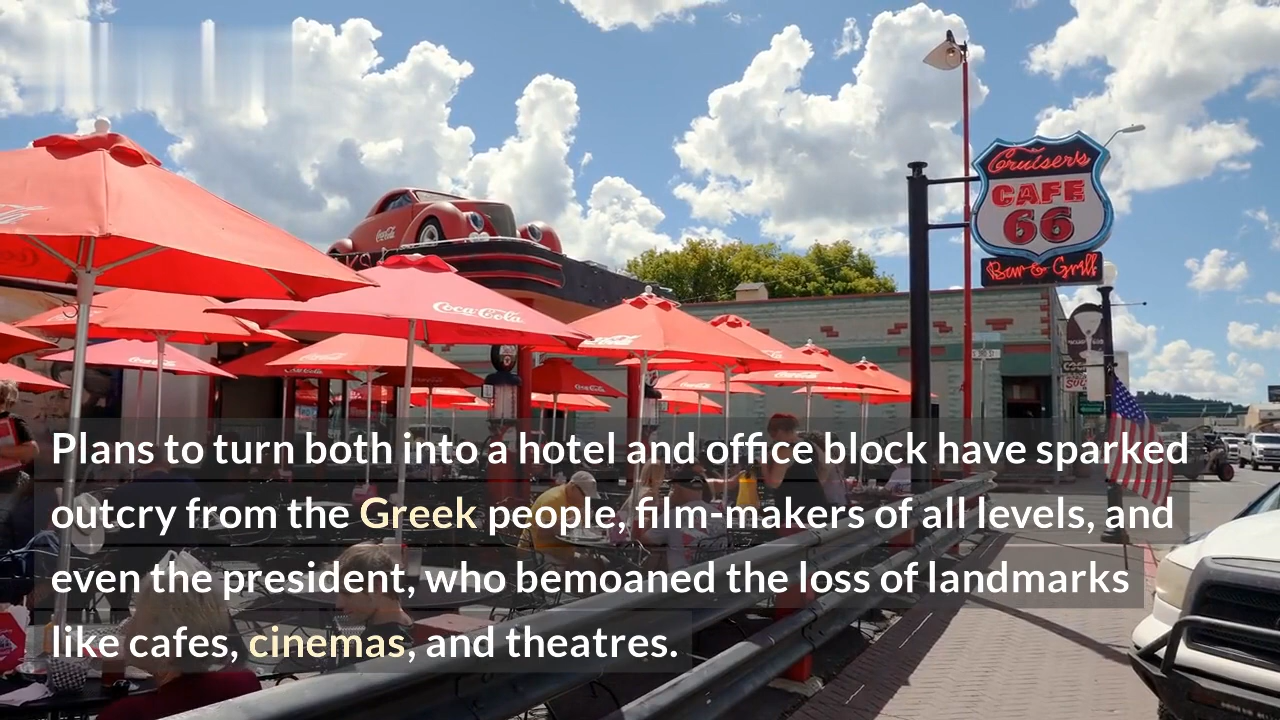 Cruiser's
CAFE
66
Bar & Grill
Coca-Cola
Coca-Cola
Plans to turn both into a hotel and office block have sparked
outcry from the Greek people, film-makers of all levels, and
even the president, who bemoaned the loss of landmarks
like cafes, cinemas, and theatres.